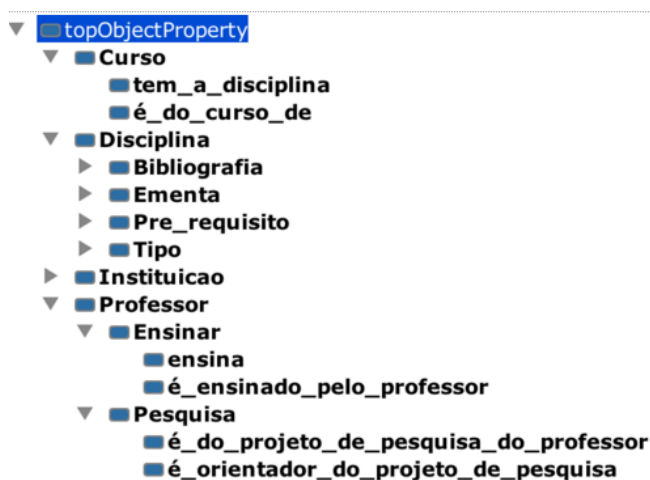 topObjectProperty
Curso
tem_a_disciplina
é_do_curso_de
Disciplina
Bibliografia
Ementa
Pre_requisito
Tipo
Instituicao
Professor
Ensinar
ensina
é_ensinado_pelo_professor
Pesquisa
é_do_projeto_de_pesquisa_do_professor
é_orientador_do_projeto_de_pesquisa